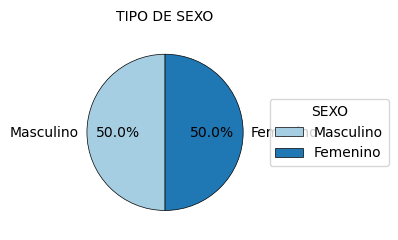 TIPO DE SEXO
Masculino
50.0%
50.0%
SEXO
Masculino
Femenino